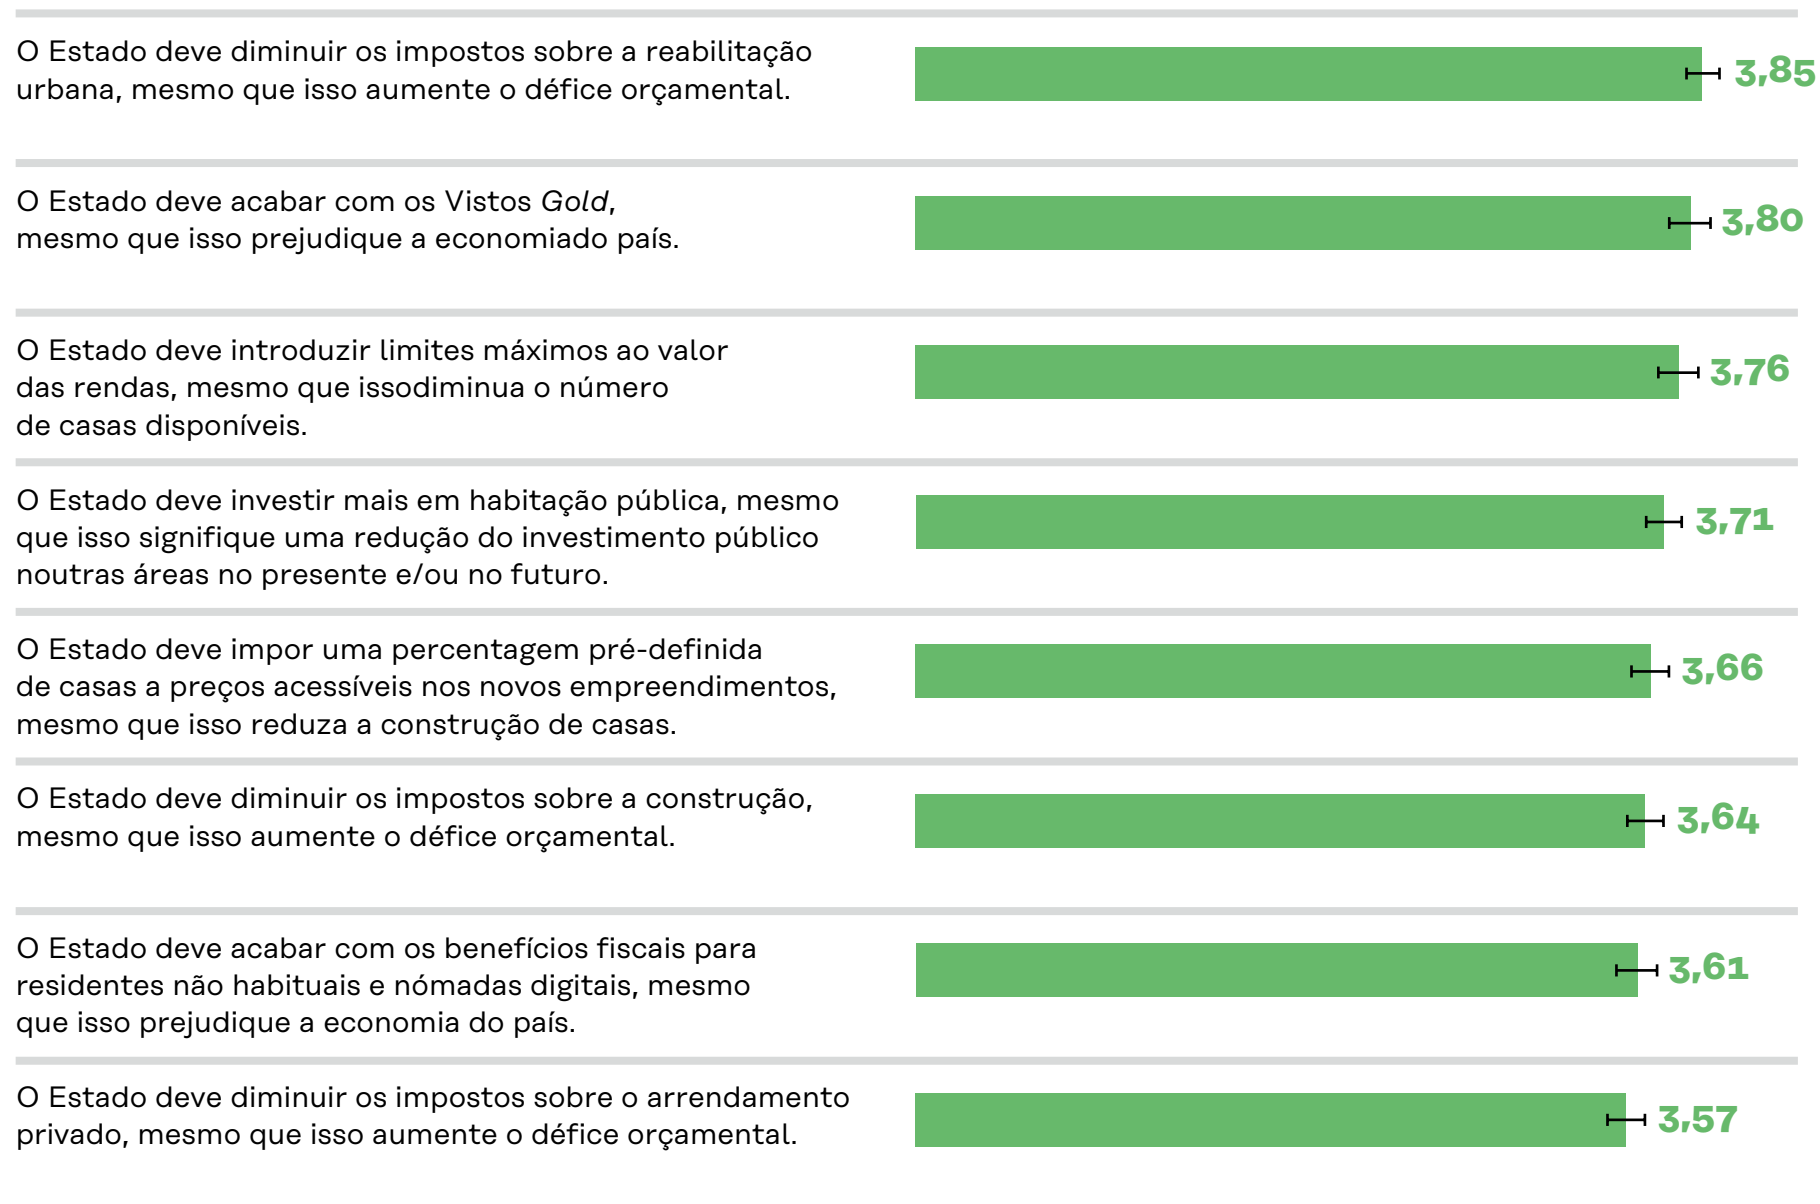 O Estado deve diminuir os impostos sobre a reabilitação
urbana, mesmo que isso aumente o défice orçamental.
3,85
O Estado deve acabar com os Vistos Gold,
mesmo que isso prejudique a economiado país.
3,80
O Estado deve introduzir limites máximos ao valor
das rendas, mesmo que issodiminua o número
de casas disponíveis.
3,76
O Estado deve investir mais em habitação pública, mesmo
que isso signifique uma redução do investimento público
noutras áreas no presente e/ou no futuro.
3,71
O Estado deve impor uma percentagem pré-definida
de casas a preços acessíveis nos novos empreendimentos,
mesmo que isso reduza a construção de casas.
3,66
O Estado deve diminuir os impostos sobre a construção,
mesmo que isso aumente o défice orçamental.
3,64
O Estado deve acabar com os benefícios fiscais para
residentes não habituais e nómadas digitais, mesmo
que isso prejudique a economia do país.
3,61
O Estado deve diminuir os impostos sobre o arrendamento
privado, mesmo que isso aumente o défice orçamental.
3,57